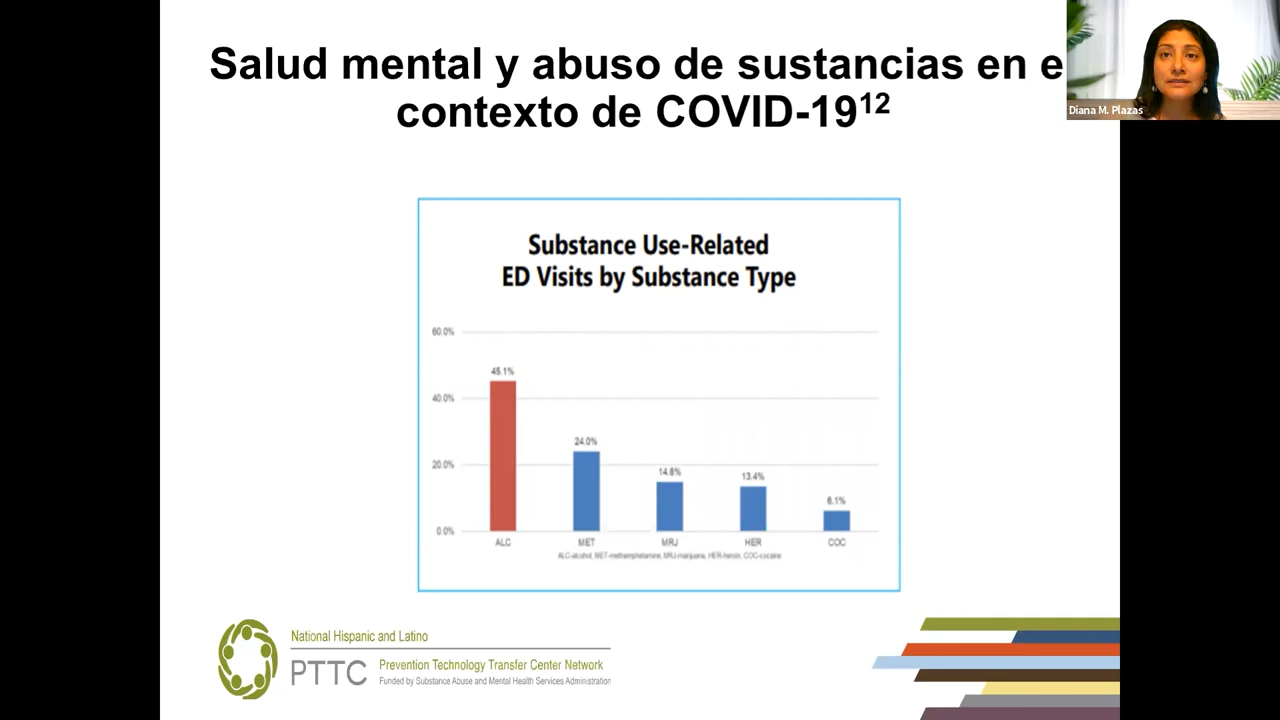 Salud mental y abuso de sustancias en e
contexto de COVID-19¹²
Diana M. Plazas
Substance Use-Related
ED Visits by Substance Type
60.0%
45.1%
40.0%
24.0%
20.0%
14.8%
13.4%
6.1%
0.0%
ALC MET MRJ HER COC
ALC-alcohol, MET-methamphetamine, MRJ-marijuana, HER-heroin, COC-cocaine
National Hispanic and Latino
PTTC
Prevention Technology Transfer Center Network
Funded by Substance Abuse and Mental Health Services Administration